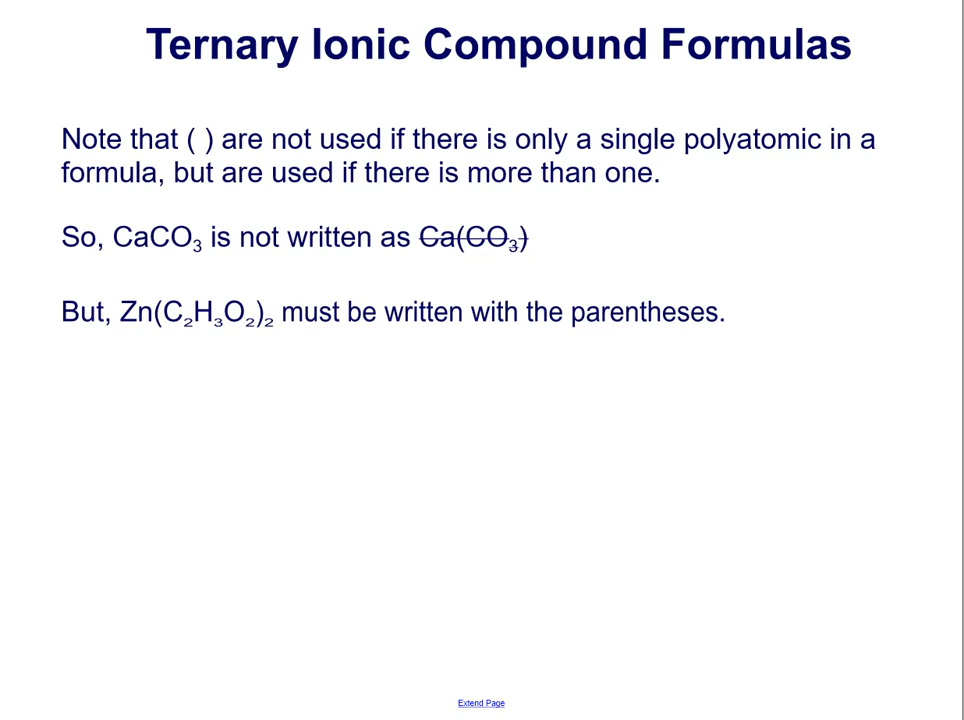 Ternary Ionic Compound Formulas
Note that ( ) are not used if there is only a single polyatomic in a
formula, but are used if there is more than one.
So, CaCO₃ is not written as Ca(CO₃)
But, Zn(C₂H₃O₂)₂ must be written with the parentheses.
Extend Page